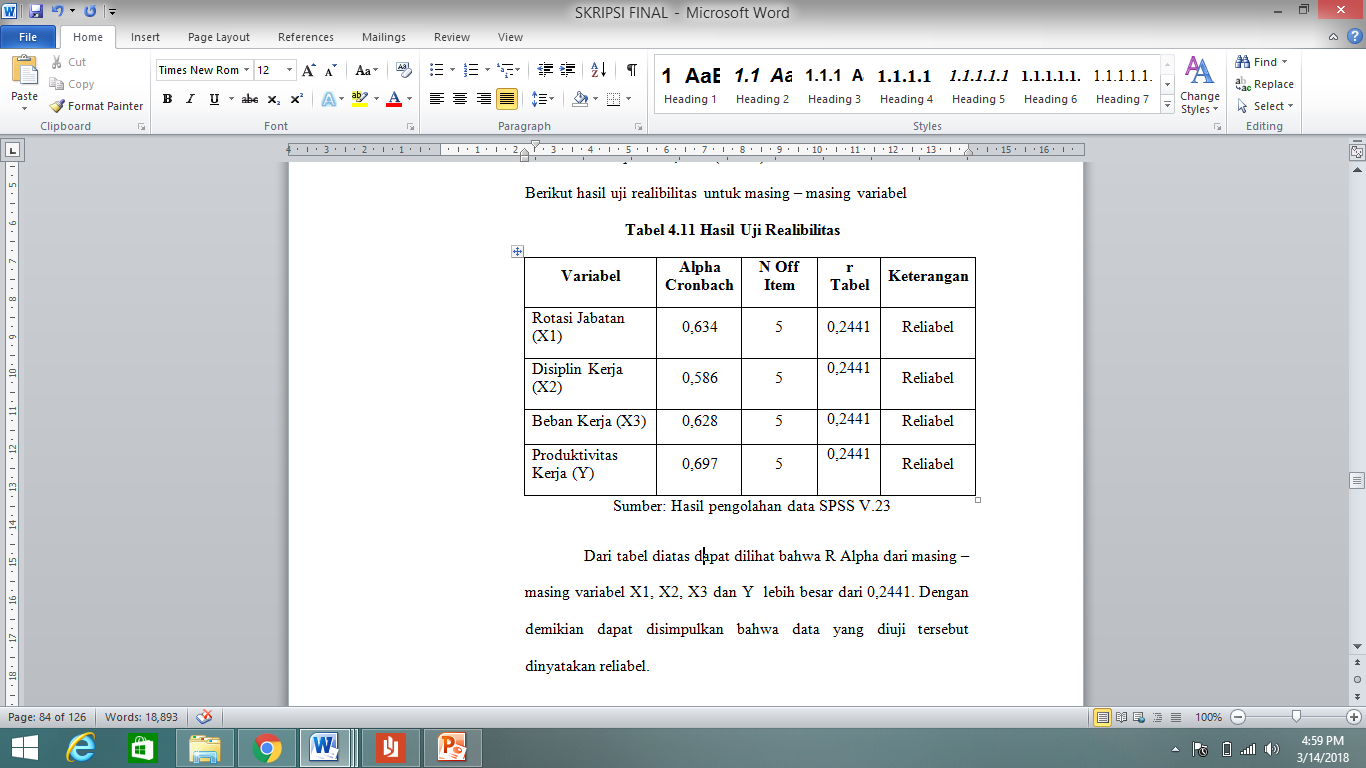 SKRIPSI FINAL - Microsoft Word
File Home Insert Page Layout References Mailings Review View
Paste
Cut
Copy
Format Painter
Clipboard
Times New Rom 12
Font
Paragraph
1 AaB 1.1 Aa 1.1.1 A 1.1.1.1 1.1.1.1.1 1.1.1.1.1. 1.1.1.1.1.
Heading 1 Heading 2 Heading 3 Heading 4 Heading 5 Heading 6 Heading 7
Change Styles
Styles
Find
Replace
Select
Editing
Berikut hasil uji realibilitas untuk masing – masing variabel
Tabel 4.11 Hasil Uji Realibilitas
Variabel Alpha Cronbach N Off Item r Tabel Keterangan
Rotasi Jabatan (X1) 0,634 5 0,2441 Reliabel
Disiplin Kerja (X2) 0,586 5 0,2441 Reliabel
Beban Kerja (X3) 0,628 5 0,2441 Reliabel
Produktivitas Kerja (Y) 0,697 5 0,2441 Reliabel
Sumber: Hasil pengolahan data SPSS V.23
Dari tabel diatas dapat dilihat bahwa R Alpha dari masing –
masing variabel X1, X2, X3 dan Y lebih besar dari 0,2441. Dengan
demikian dapat disimpulkan bahwa data yang diuji tersebut
dinyatakan reliabel.
Page: 84 of 126 Words: 18,893 100%
4:59 PM
3/14/2018